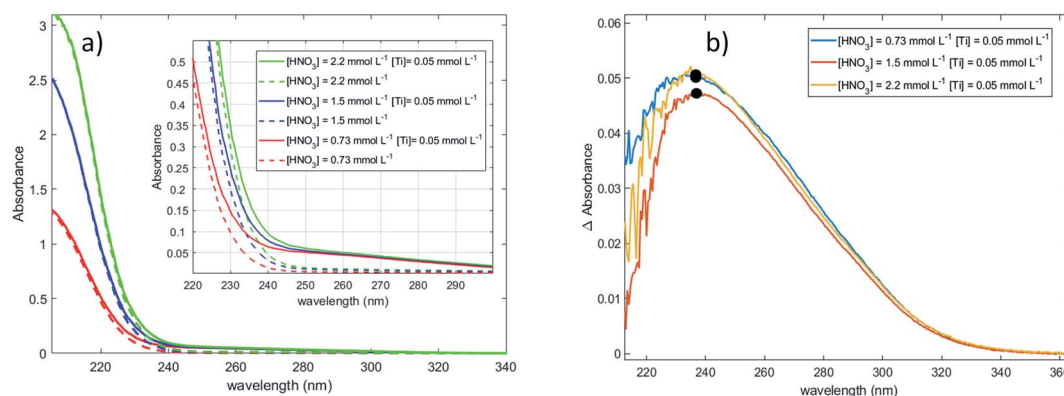 a)
3
2.5
2
1.5
1
0.5
0
Absorbance
220
240
260
280
300
320
340
wavelength (nm)
0.5
0.45
0.4
0.35
0.3
0.25
0.2
0.15
0.1
0.05
Absorbance
220
230
240
250
260
270
280
290
wavelength (nm)
[HNO3] = 2.2 mmol L-1 [Ti] = 0.05 mmol L-1
[HNO3] = 2.2 mmol L-1
[HNO3] = 1.5 mmol L-1 [Ti] = 0.05 mmol L-1
[HNO3] = 1.5 mmol L-1
[HNO3] = 0.73 mmol L-1 [Ti]= 0.05 mmol L-1
[HNO3] = 0.73 mmol L-1
b)
0.06
0.05
0.04
0.03
0.02
0.01
0
Δ Absorbance
220
240
260
280
300
320
340
360
wavelength (nm)
[HNO3] = 0.73 mmol L-1 [Ti] = 0.05 mmol L-1
[HNO3] = 1.5 mmol L-1 [Ti] = 0.05 mmol L-1
[HNO3] = 2.2 mmol L-1 [Ti] = 0.05 mmol L-1